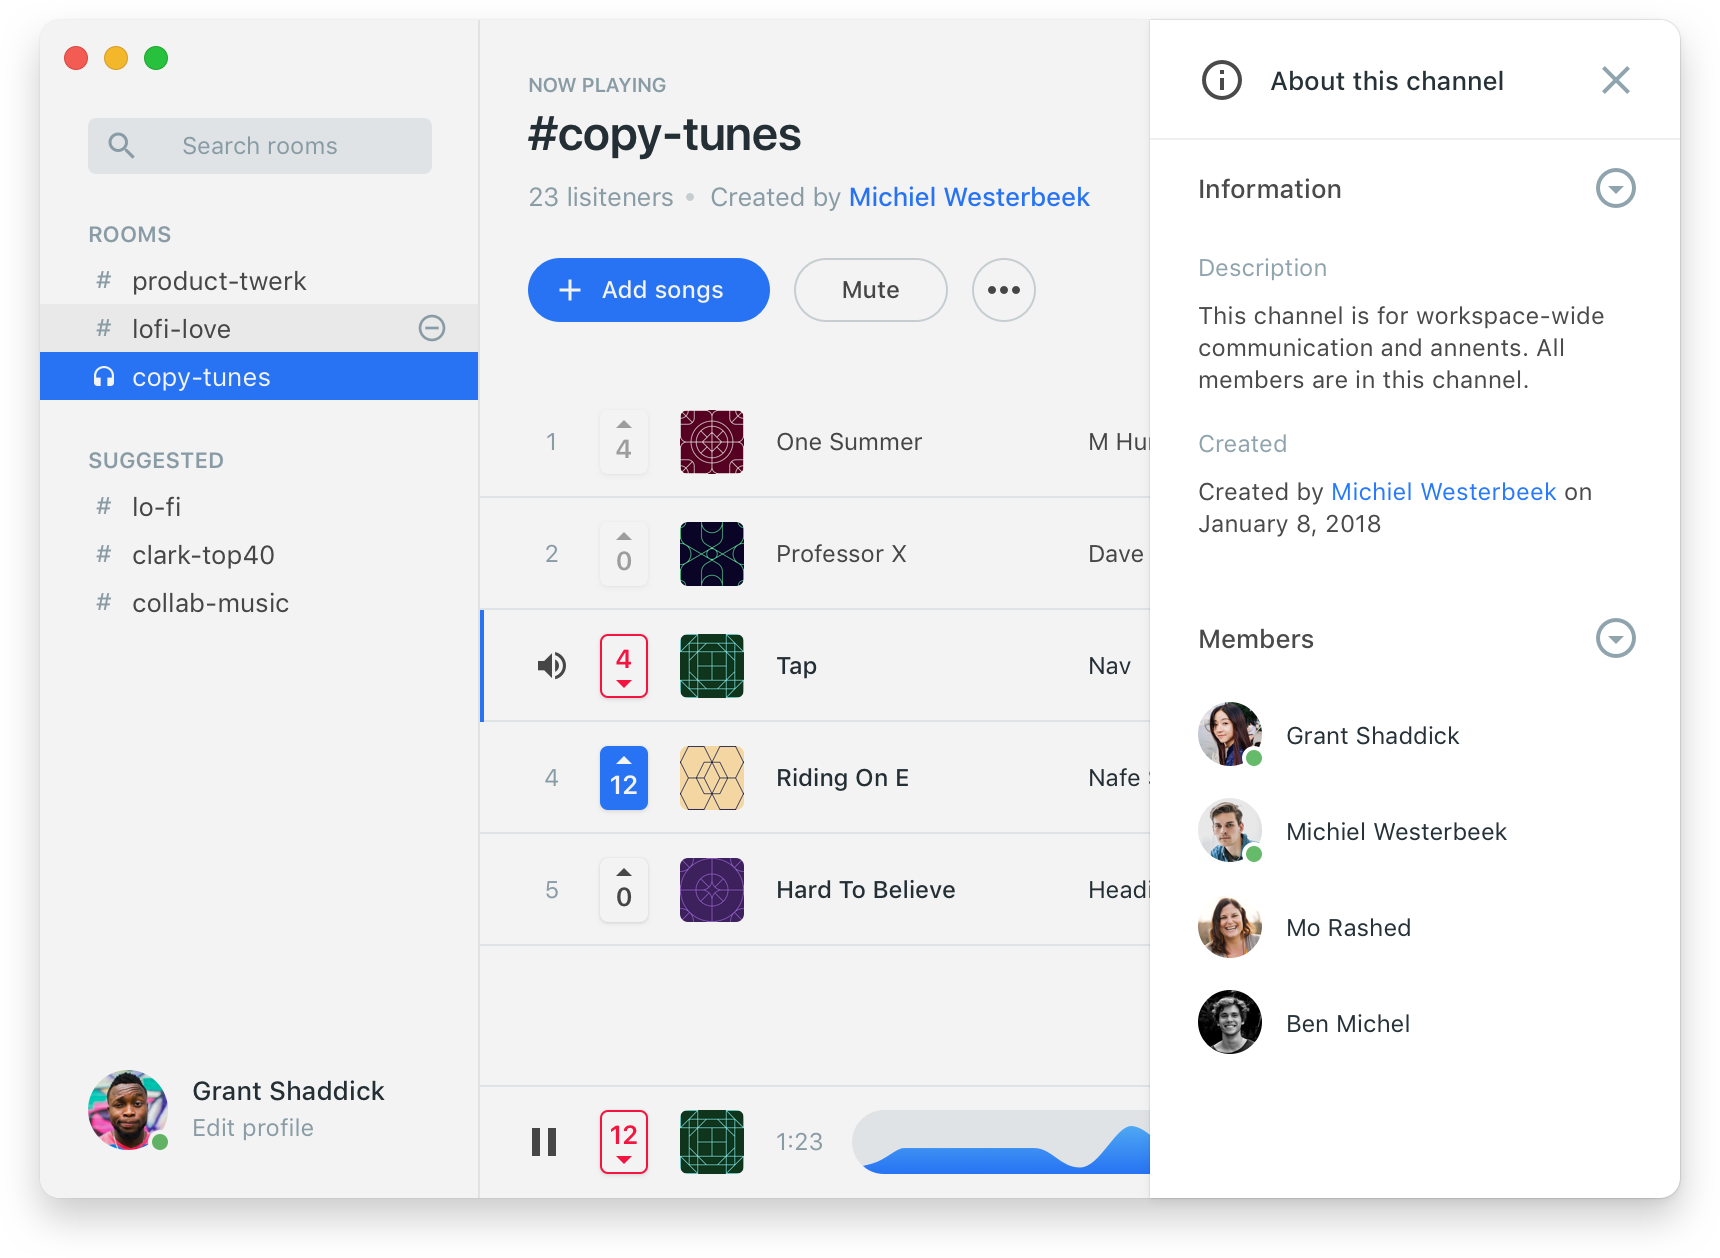 Search rooms
ROOMS
# product-twerk
# lofi-love
copy-tunes
SUGGESTED
# lo-fi
# clark-top40
# collab-music
Grant Shaddick
Edit profile
NOW PLAYING
#copy-tunes
23 lisiteners • Created by Michiel Westerbeek
+ Add songs
Mute
•••
1 4 One Summer M Hu
2 0 Professor X Dave
4 Tap Nav
4 12 Riding On E Nafe
5 0 Hard To Believe Headi
12 1:23
About this channel
Information
Description
This channel is for workspace-wide
communication and annents. All
members are in this channel.
Created
Created by Michiel Westerbeek on
January 8, 2018
Members
Grant Shaddick
Michiel Westerbeek
Mo Rashed
Ben Michel